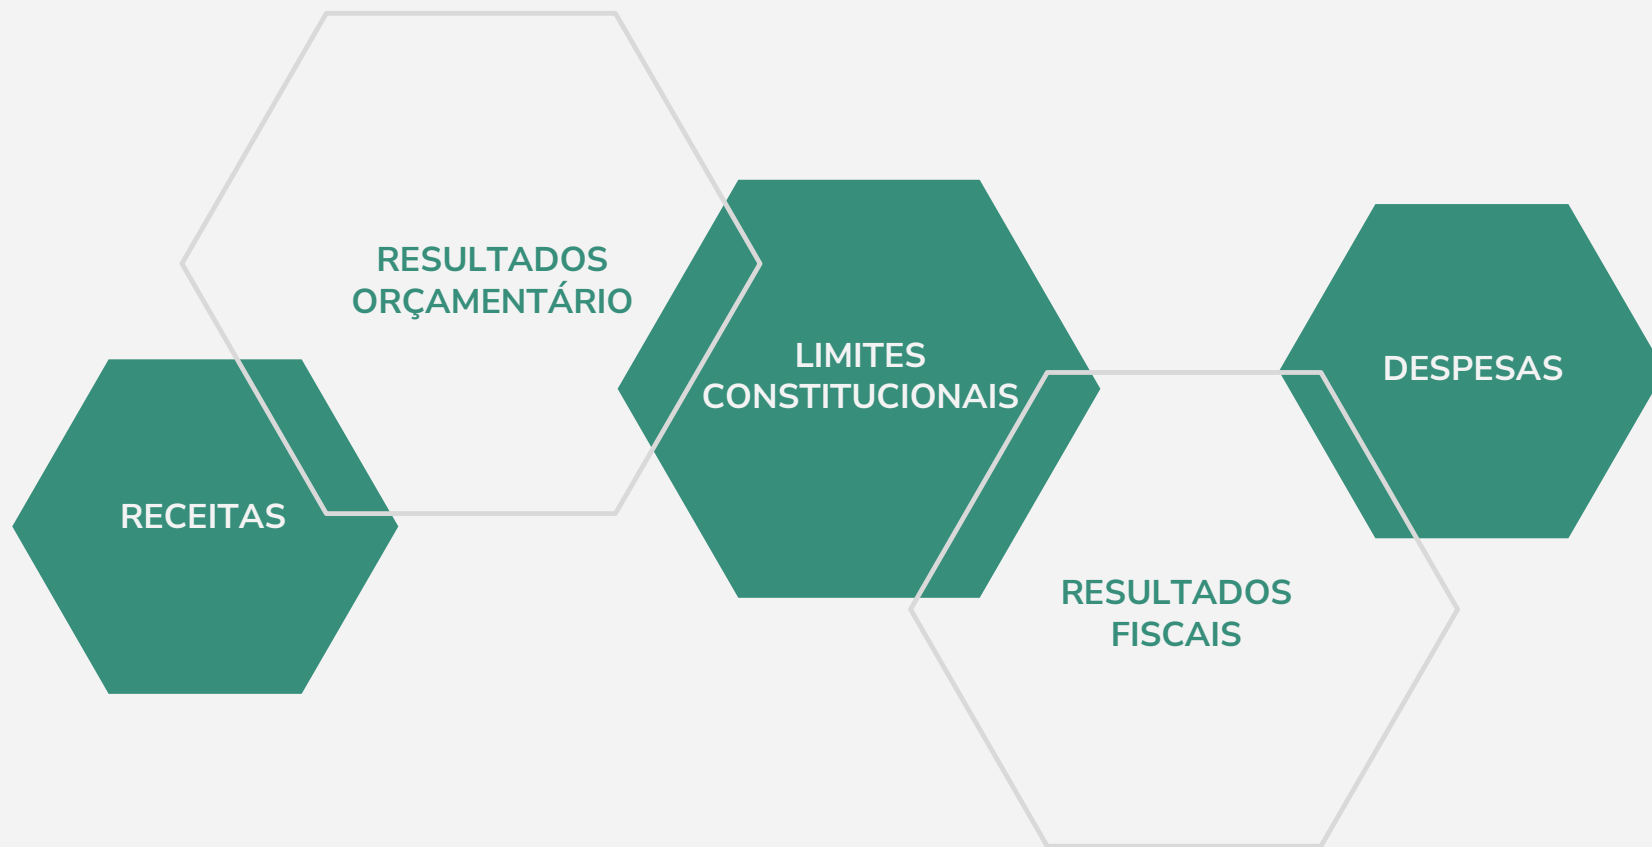 RESULTADOS
ORÇAMENTÁRIO
LIMITES
CONSTITUCIONAIS
DESPESAS
RECEITAS
RESULTADOS
FISCAIS